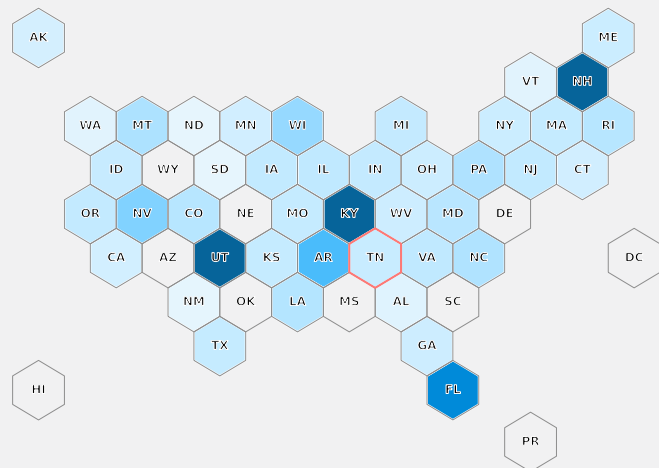 AK ME
VT NH
WA MT ND MN WI MI NY MA RI
ID WY SD IA IL IN OH PA NJ CT
OR NV CO NE MO KY WV MD DE
CA AZ UT KS AR TN VA NC DC
NM OK LA MS AL SC
TX GA
HI FL
PR